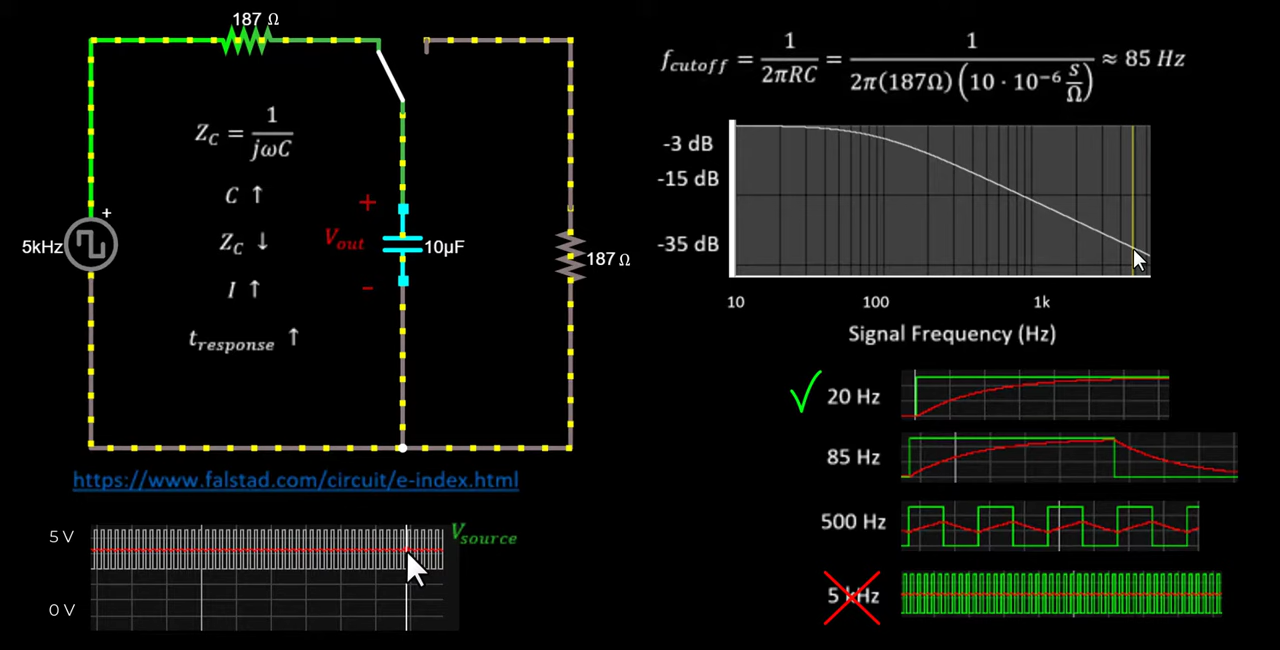 187 Ω
Z_C = 1/(jωC)
C ↑
Z_C ↓
I ↑
t_response ↑
+
5kHz
+
V_out
−
10μF
187 Ω
https://www.falstad.com/circuit/e-index.html
5 V
0 V
V_source
f_cutoff = 1/(2πRC) = 1/(2π(187Ω)(10 · 10⁻⁶ s/Ω)) ≈ 85 Hz
-3 dB
-15 dB
-35 dB
10 100 1k
Signal Frequency (Hz)
20 Hz
85 Hz
500 Hz
5 kHz